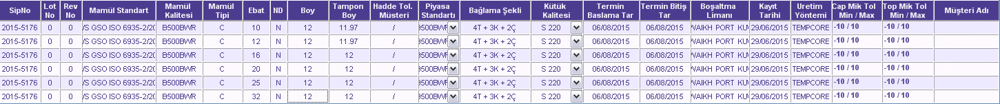 SipNo Lot No Rev No Mamül Standart Mamül Kalitesi Mamül Tipi Ebat ND Boy Tampon Boy Hadde Tol. Müsteri Piyasa Standartı Bağlama Şekli Kütük Kalitesi Termin Baslama Tar Termin Bitiş Tar Boşaltma Limanı Kayıt Tarihi Uretim Yöntemi Cap Mik Tol Min / Max Top Mik Tol Min / Max Müşteri Adı
2015-5176 0 0 /S GSO ISO 6935-2/20 B500BWR C 10 N 12 11.97 / B500BWR 4T + 3K + 2Ç S 220 06/08/2015 06/08/2015 WAIKH PORT KU 29/06/2015 TEMPCORE -10 / 10 -10 / 10
2015-5176 0 0 /S GSO ISO 6935-2/20 B500BWR C 12 N 12 11.97 / B500BWR 4T + 3K + 2Ç S 220 06/08/2015 06/08/2015 WAIKH PORT KU 29/06/2015 TEMPCORE -10 / 10 -10 / 10
2015-5176 0 0 /S GSO ISO 6935-2/20 B500BWR C 16 N 12 12 / B500BWR 4T + 3K + 2Ç S 220 06/08/2015 06/08/2015 WAIKH PORT KU 29/06/2015 TEMPCORE -10 / 10 -10 / 10
2015-5176 0 0 /S GSO ISO 6935-2/20 B500BWR C 20 N 12 12 / B500BWR 4T + 3K + 2Ç S 220 06/08/2015 06/08/2015 WAIKH PORT KU 29/06/2015 TEMPCORE -10 / 10 -10 / 10
2015-5176 0 0 /S GSO ISO 6935-2/20 B500BWR C 25 N 12 12 / B500BWR 4T + 3K + 2Ç S 220 06/08/2015 06/08/2015 WAIKH PORT KU 29/06/2015 TEMPCORE -10 / 10 -10 / 10
2015-5176 0 0 /S GSO ISO 6935-2/20 B500BWR C 32 N 12 12 / B500BWR 4T + 3K + 2Ç S 220 06/08/2015 06/08/2015 WAIKH PORT KU 29/06/2015 TEMPCORE -10 / 10 -10 / 10